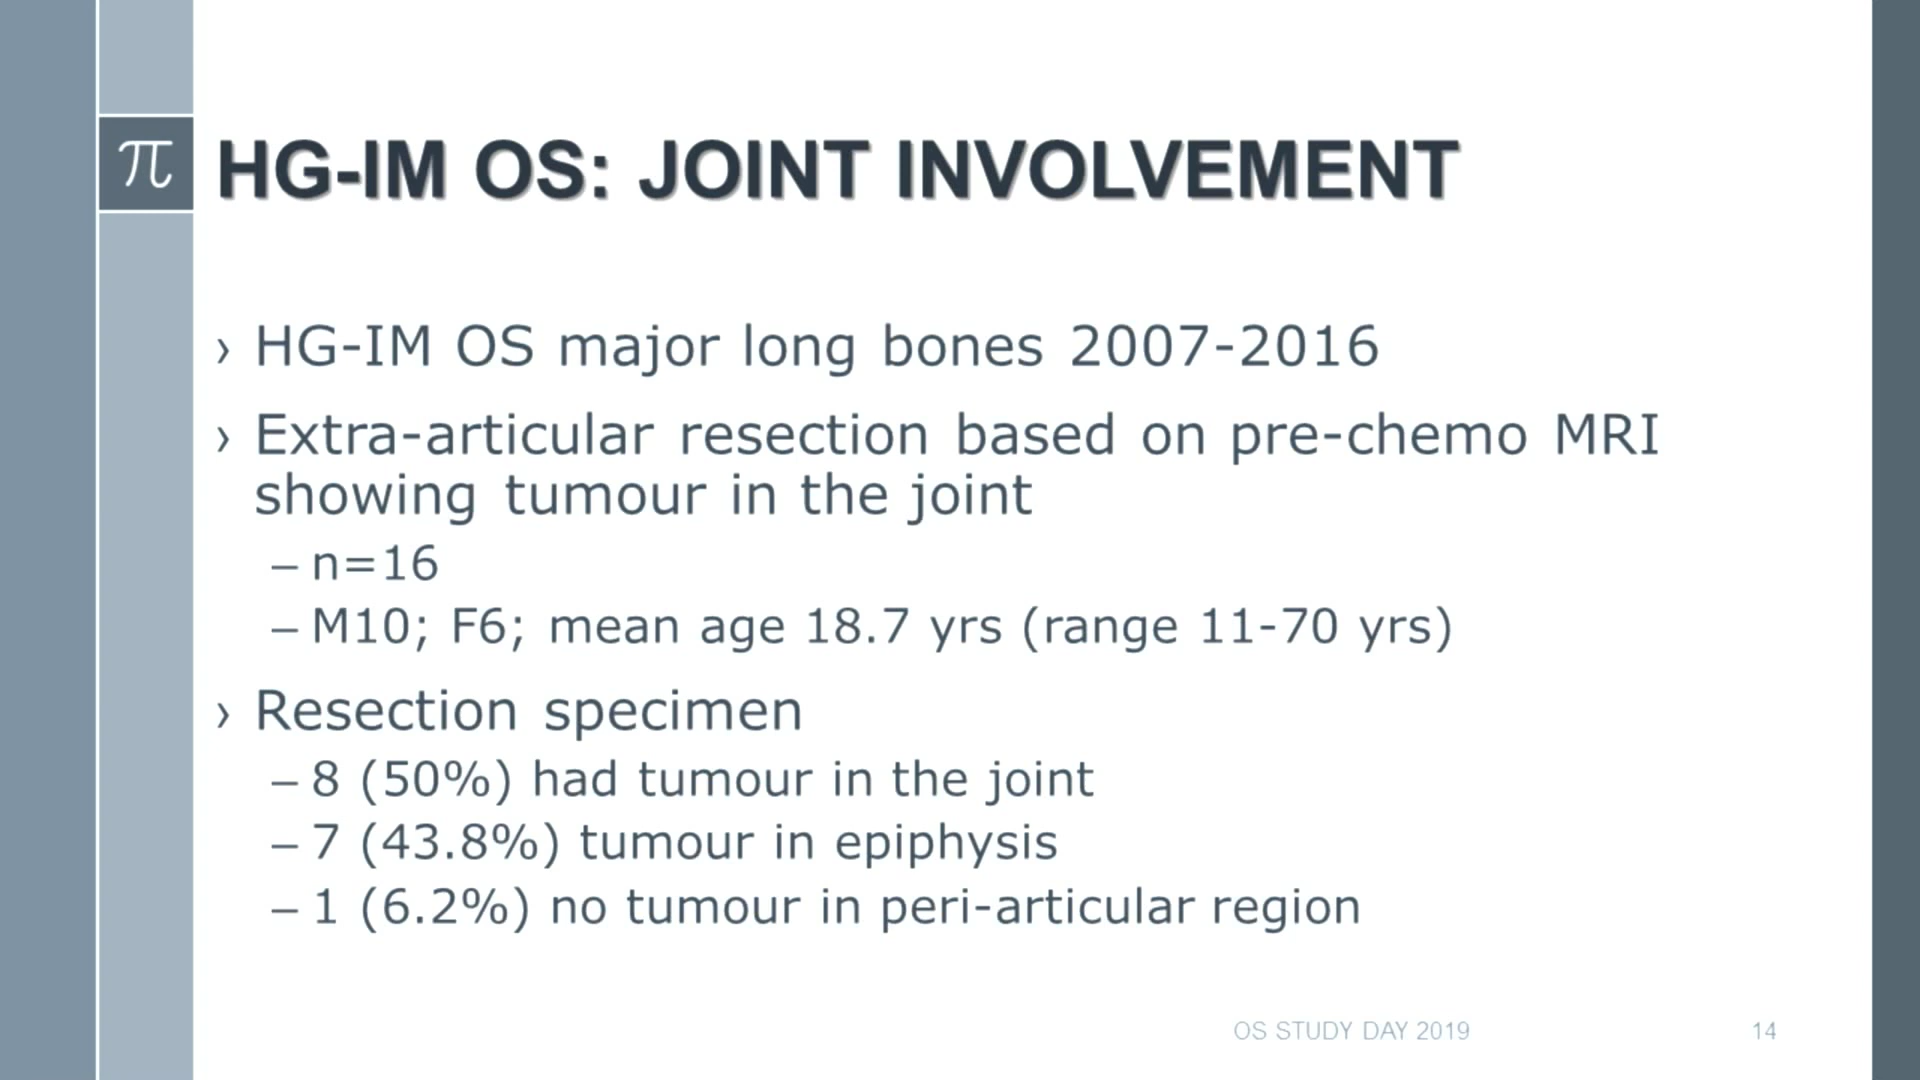 π HG-IM OS: JOINT INVOLVEMENT
› HG-IM OS major long bones 2007-2016
› Extra-articular resection based on pre-chemo MRI
showing tumour in the joint
– n=16
– M10; F6; mean age 18.7 yrs (range 11-70 yrs)
› Resection specimen
– 8 (50%) had tumour in the joint
– 7 (43.8%) tumour in epiphysis
– 1 (6.2%) no tumour in peri-articular region
OS STUDY DAY 2019 14